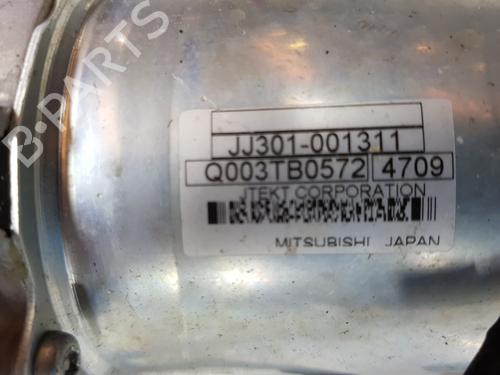 B-PARTS
JJ301-001311
Q003TB0572 4709
JTEKT CORPORATION
MITSUBISHI JAPAN